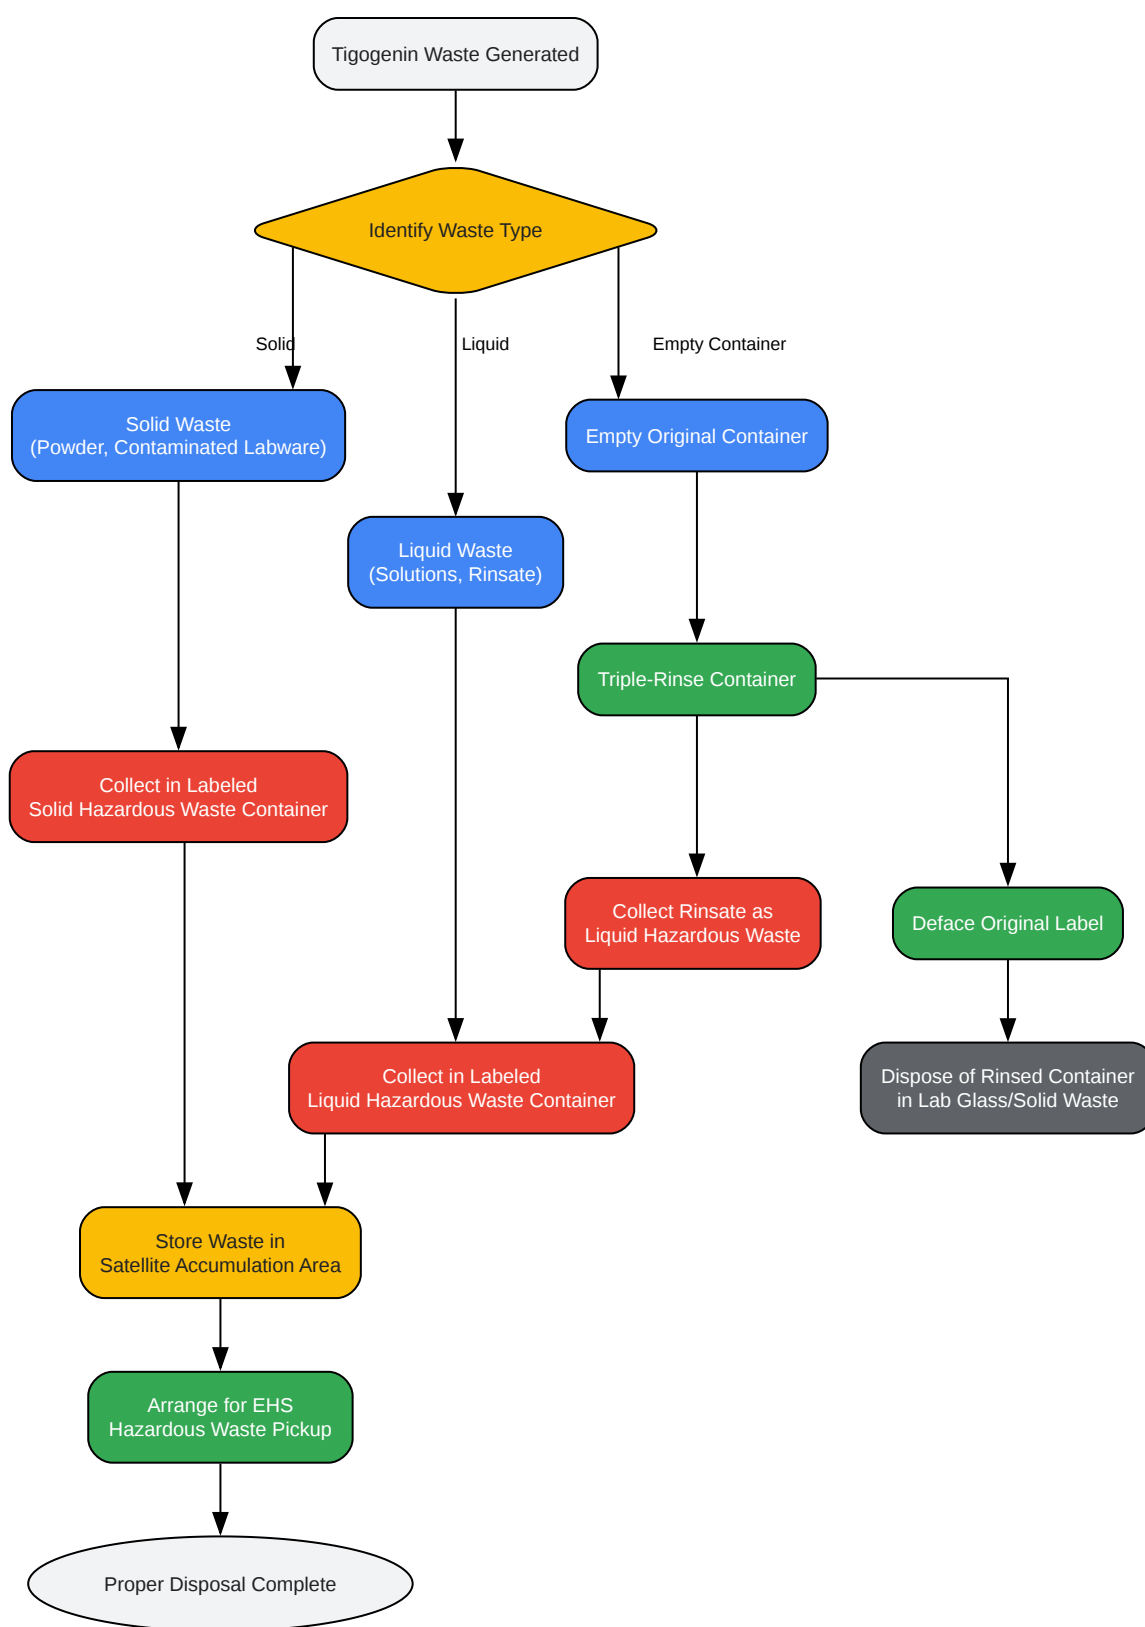 Tigogenin Waste Generated
Identify Waste Type
Solid
Liquid
Empty Container
Solid Waste
(Powder, Contaminated Labware)
Empty Original Container
Liquid Waste
(Solutions, Rinsate)
Triple-Rinse Container
Collect in Labeled
Solid Hazardous Waste Container
Collect Rinsate as
Liquid Hazardous Waste
Deface Original Label
Collect in Labeled
Liquid Hazardous Waste Container
Dispose of Rinsed Container
in Lab Glass/Solid Waste
Store Waste in
Satellite Accumulation Area
Arrange for EHS
Hazardous Waste Pickup
Proper Disposal Complete